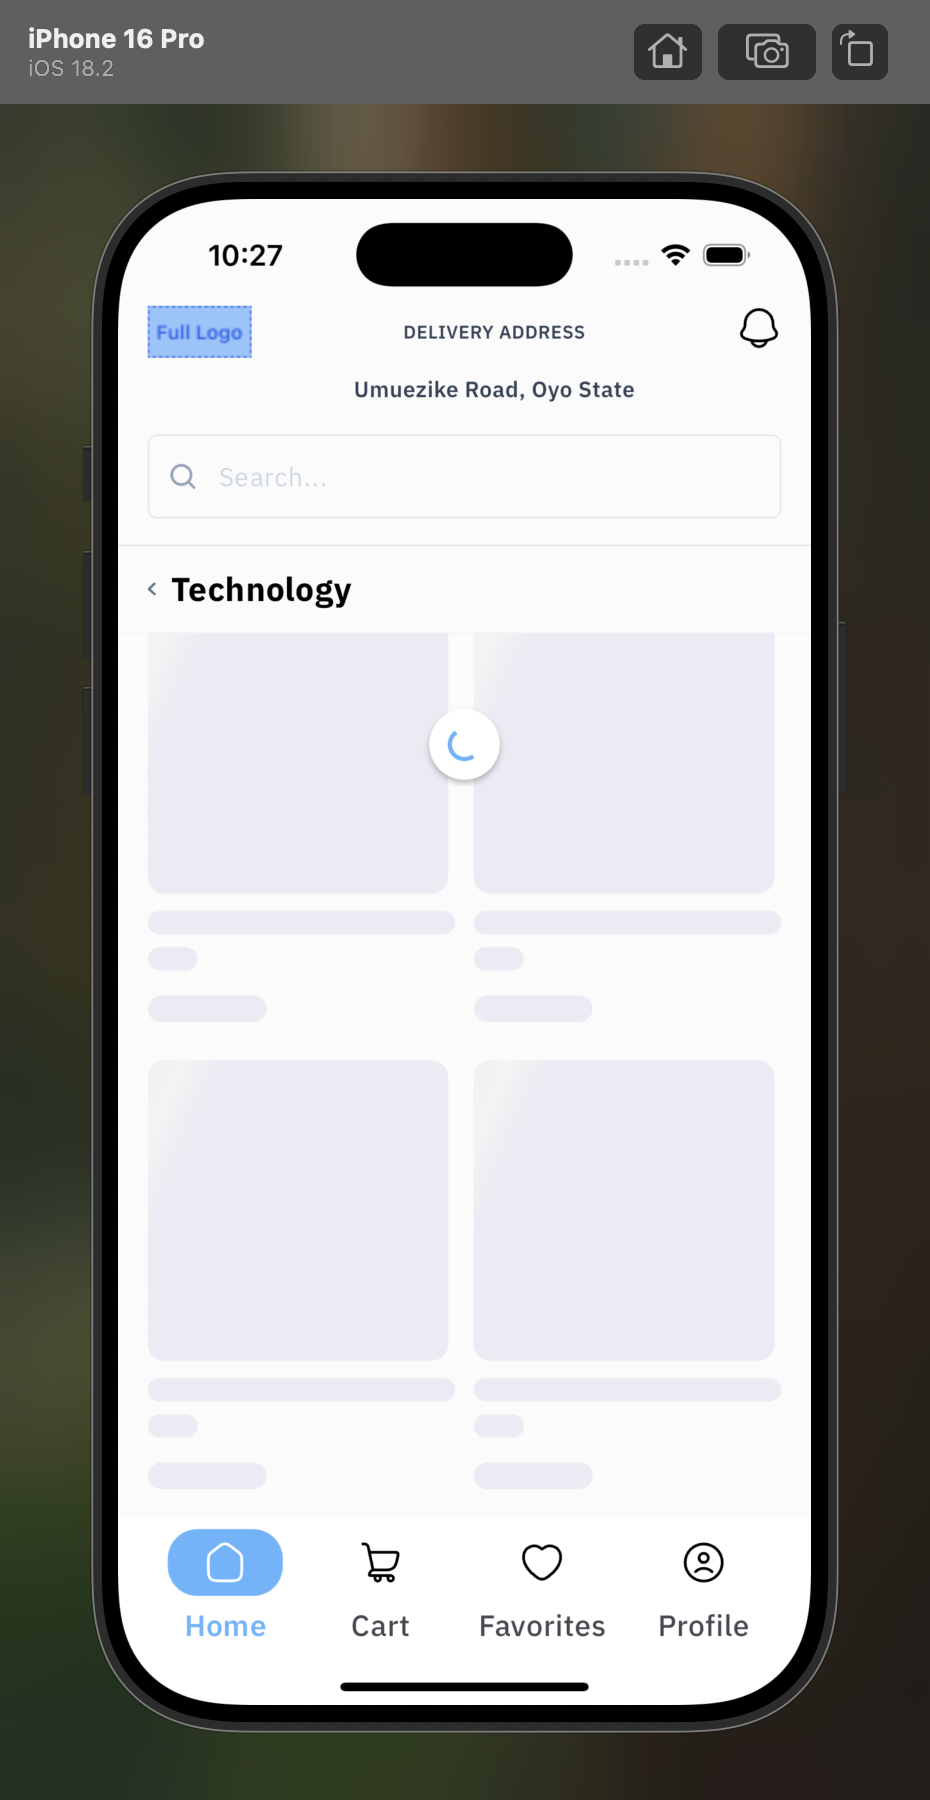 iPhone 16 Pro
iOS 18.2
10:27
Full Logo
DELIVERY ADDRESS
Umuezike Road, Oyo State
Search...
Technology
Home
Cart
Favorites
Profile